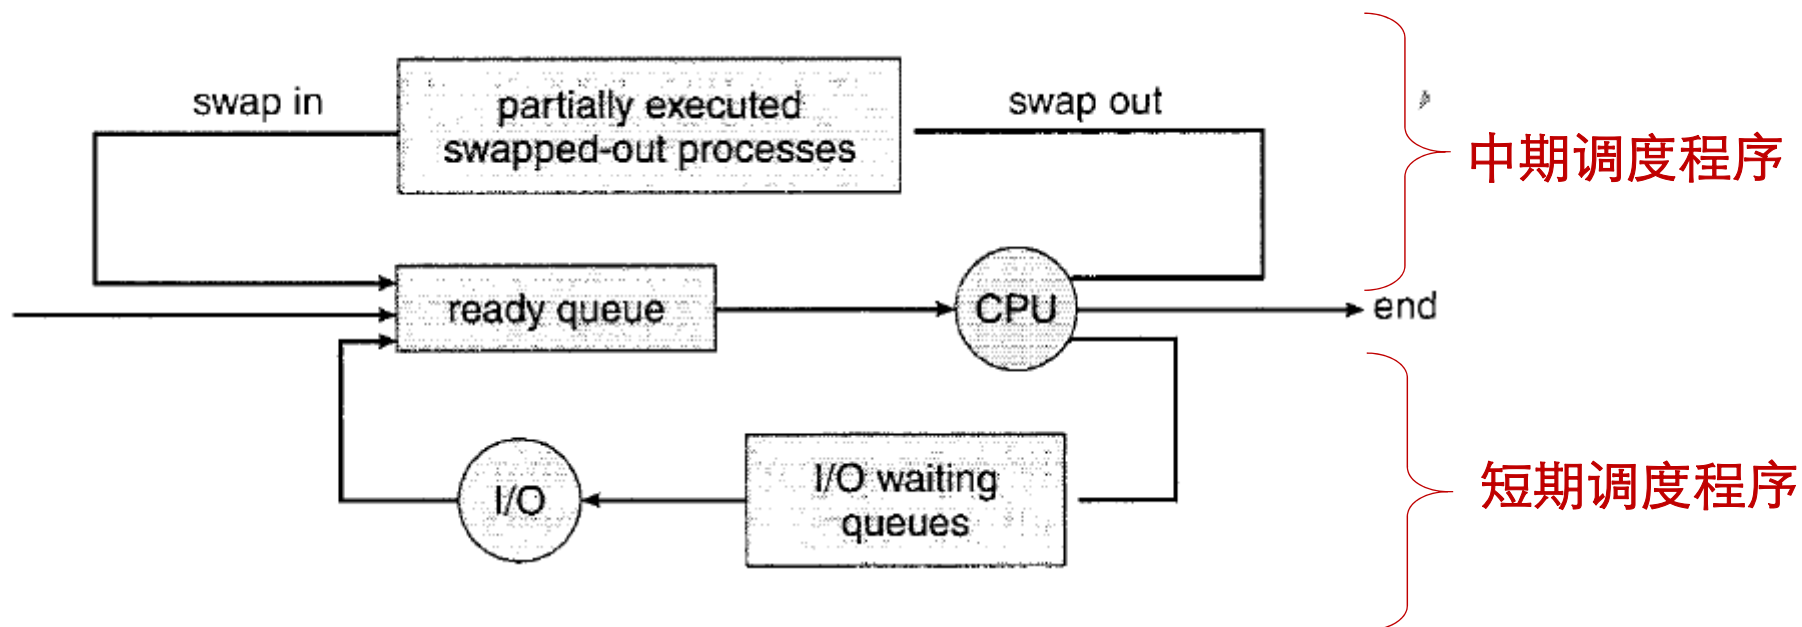 swap in
partially executed
swapped-out processes
swap out
中期调度程序
ready queue
CPU
end
I/O
I/O waiting
queues
短期调度程序